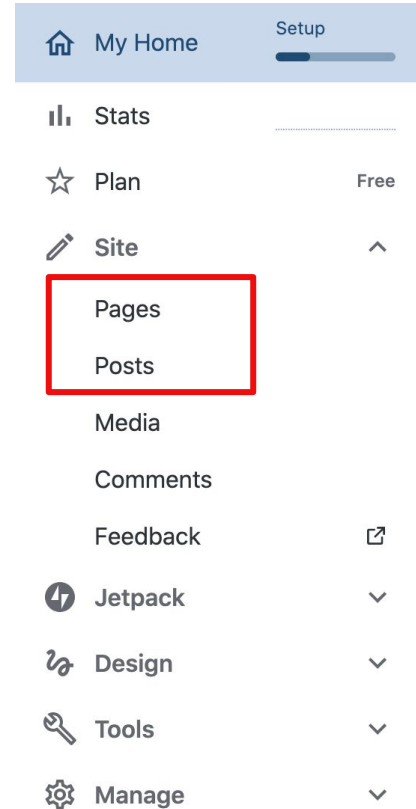 My Home Setup
Stats
Plan Free
Site
Pages
Posts
Media
Comments
Feedback
Jetpack
Design
Tools
Manage